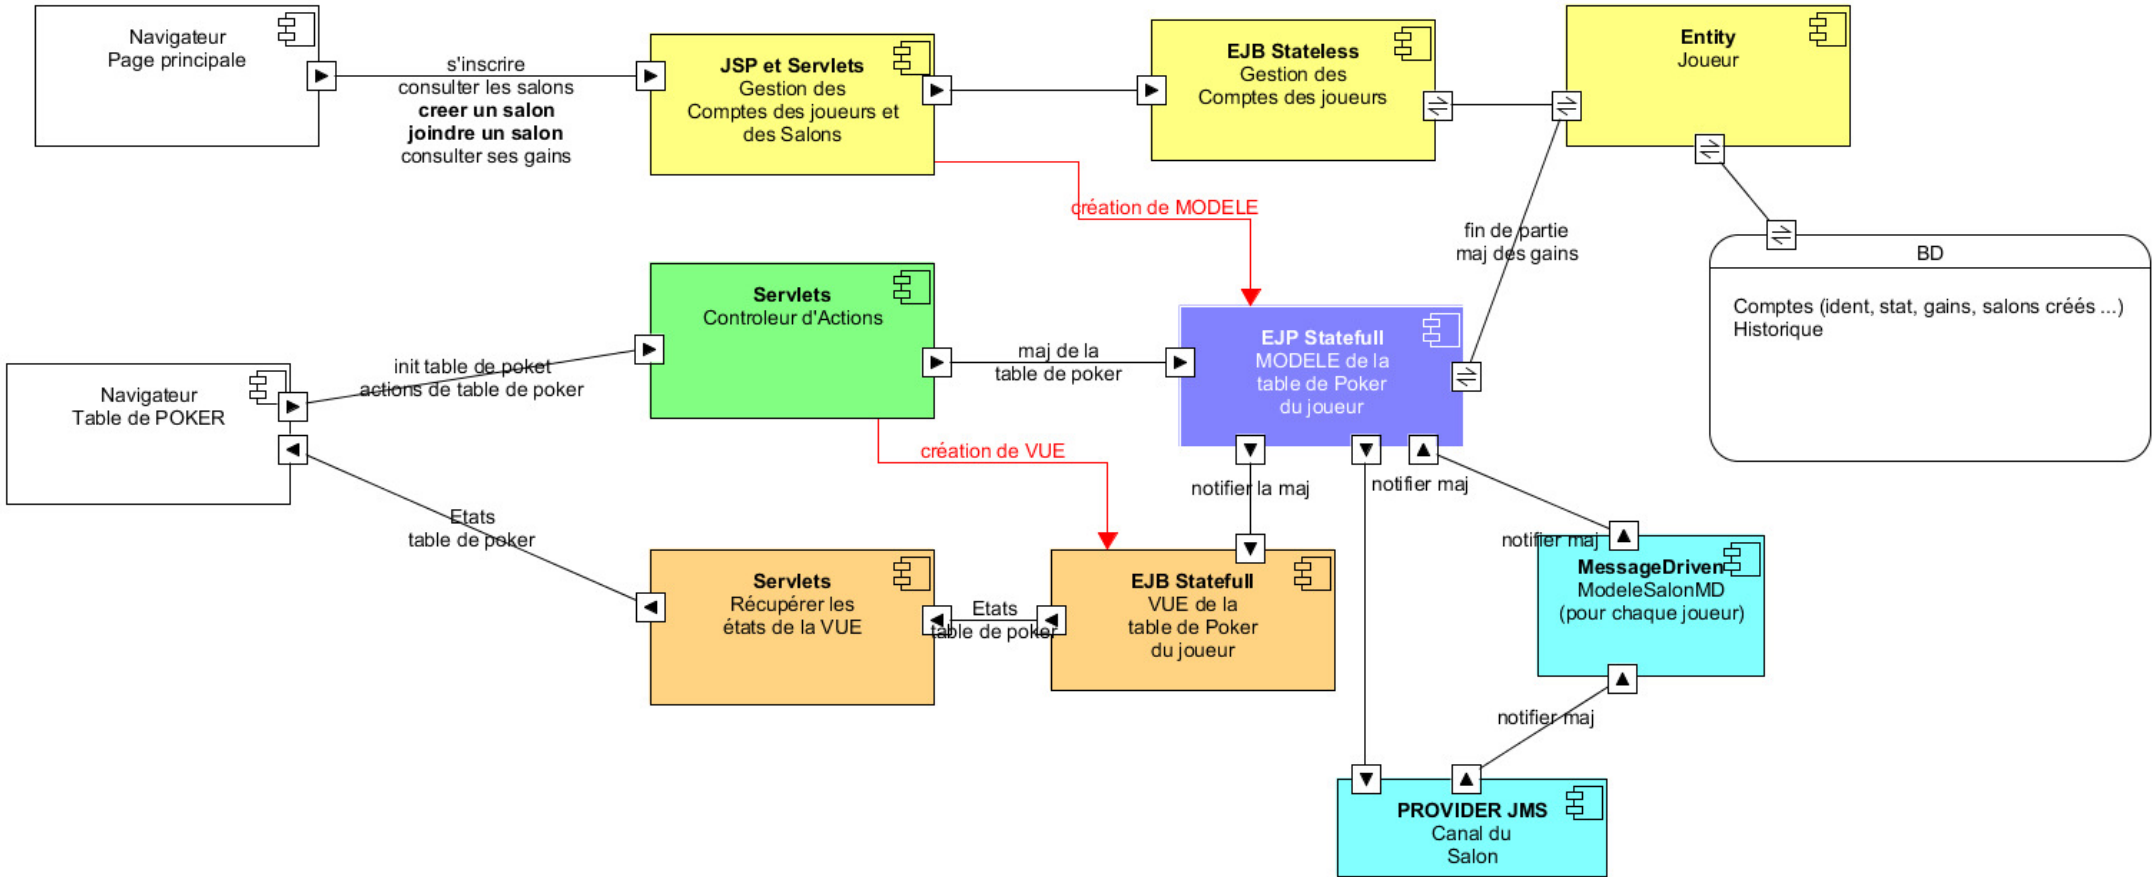 Navigateur
Page principale
s'inscrire
consulter les salons
creer un salon
joindre un salon
consulter ses gains
JSP et Servlets
Gestion des
Comptes des joueurs et
des Salons
EJB Stateless
Gestion des
Comptes des joueurs
Entity
Joueur
création de MODELE
fin de partie
maj des gains
BD
Comptes (ident, stat, gains, salons créés ...)
Historique
Servlets
Controleur d'Actions
init table de poket
actions de table de poker
maj de la
table de poker
EJP Statefull
MODELE de la
table de Poker
du joueur
Navigateur
Table de POKER
création de VUE
notifier la maj
notifier maj
Etats
table de poker
Servlets
Récupérer les
états de la VUE
Etats
table de poker
EJB Statefull
VUE de la
table de Poker
du joueur
notifier maj
MessageDriven
ModeleSalonMD
(pour chaque joueur)
notifier maj
PROVIDER JMS
Canal du
Salon